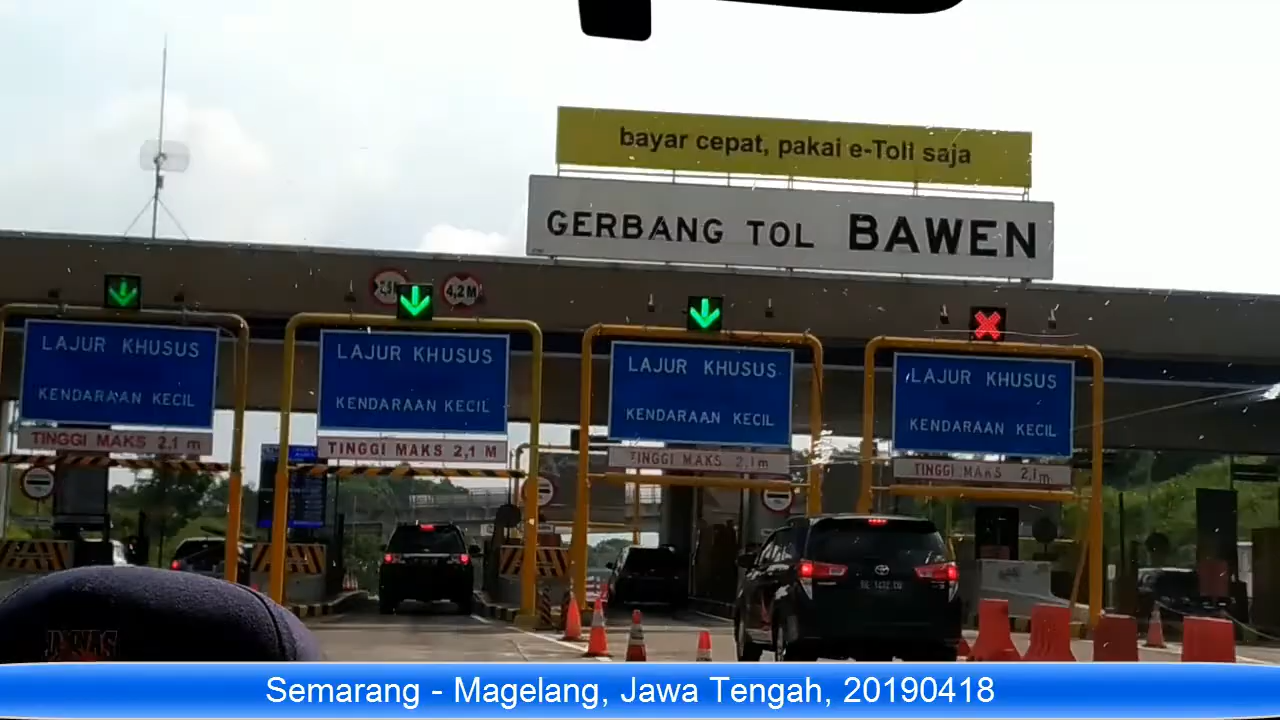 bayar cepat, pakai e-Toll saja
GERBANG TOL BAWEN
4,2 M
LAJUR KHUSUS
KENDARAAN KECIL
TINGGI MAKS 2,1 m
LAJUR KHUSUS
KENDARAAN KECIL
TINGGI MAKS 2,1 M
LAJUR KHUSUS
KENDARAAN KECIL
TINGGI MAKS 2,1 m
LAJUR KHUSUS
KENDARAAN KECIL
TINGGI MAKS 2,1 m
Semarang - Magelang, Jawa Tengah, 20190418